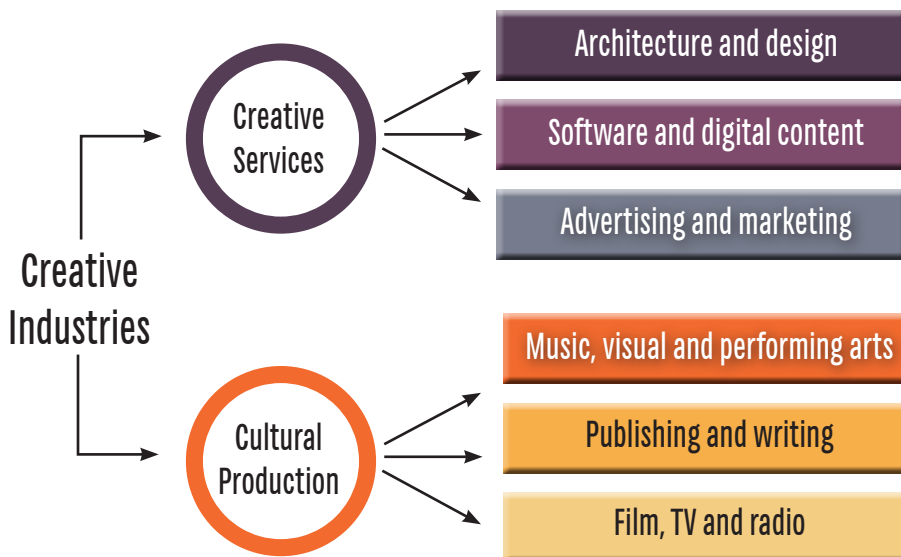 Creative
Industries
Creative
Services
Architecture and design
Software and digital content
Advertising and marketing
Cultural
Production
Music, visual and performing arts
Publishing and writing
Film, TV and radio